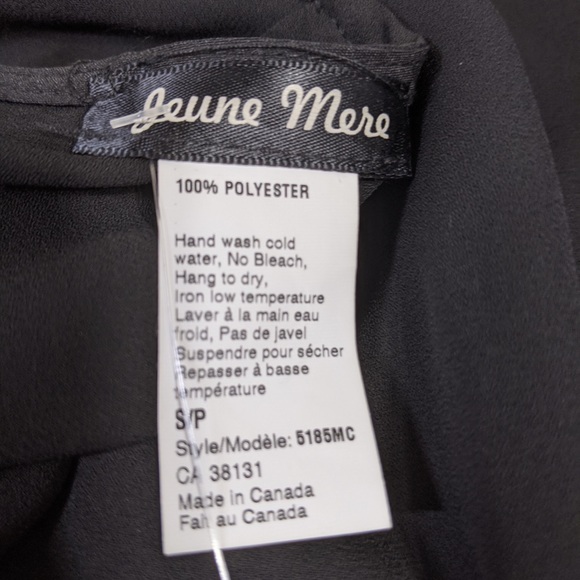 Jeune Mere
100% POLYESTER
Hand wash cold
water, No Bleach,
Hang to dry,
Iron low temperature
Laver à la main eau
froid, Pas de javel
Suspendre pour sécher
Repasser à basse
température
S/P
Style/Modèle: 5185MC
CA 38131
Made in Canada
Fait au Canada